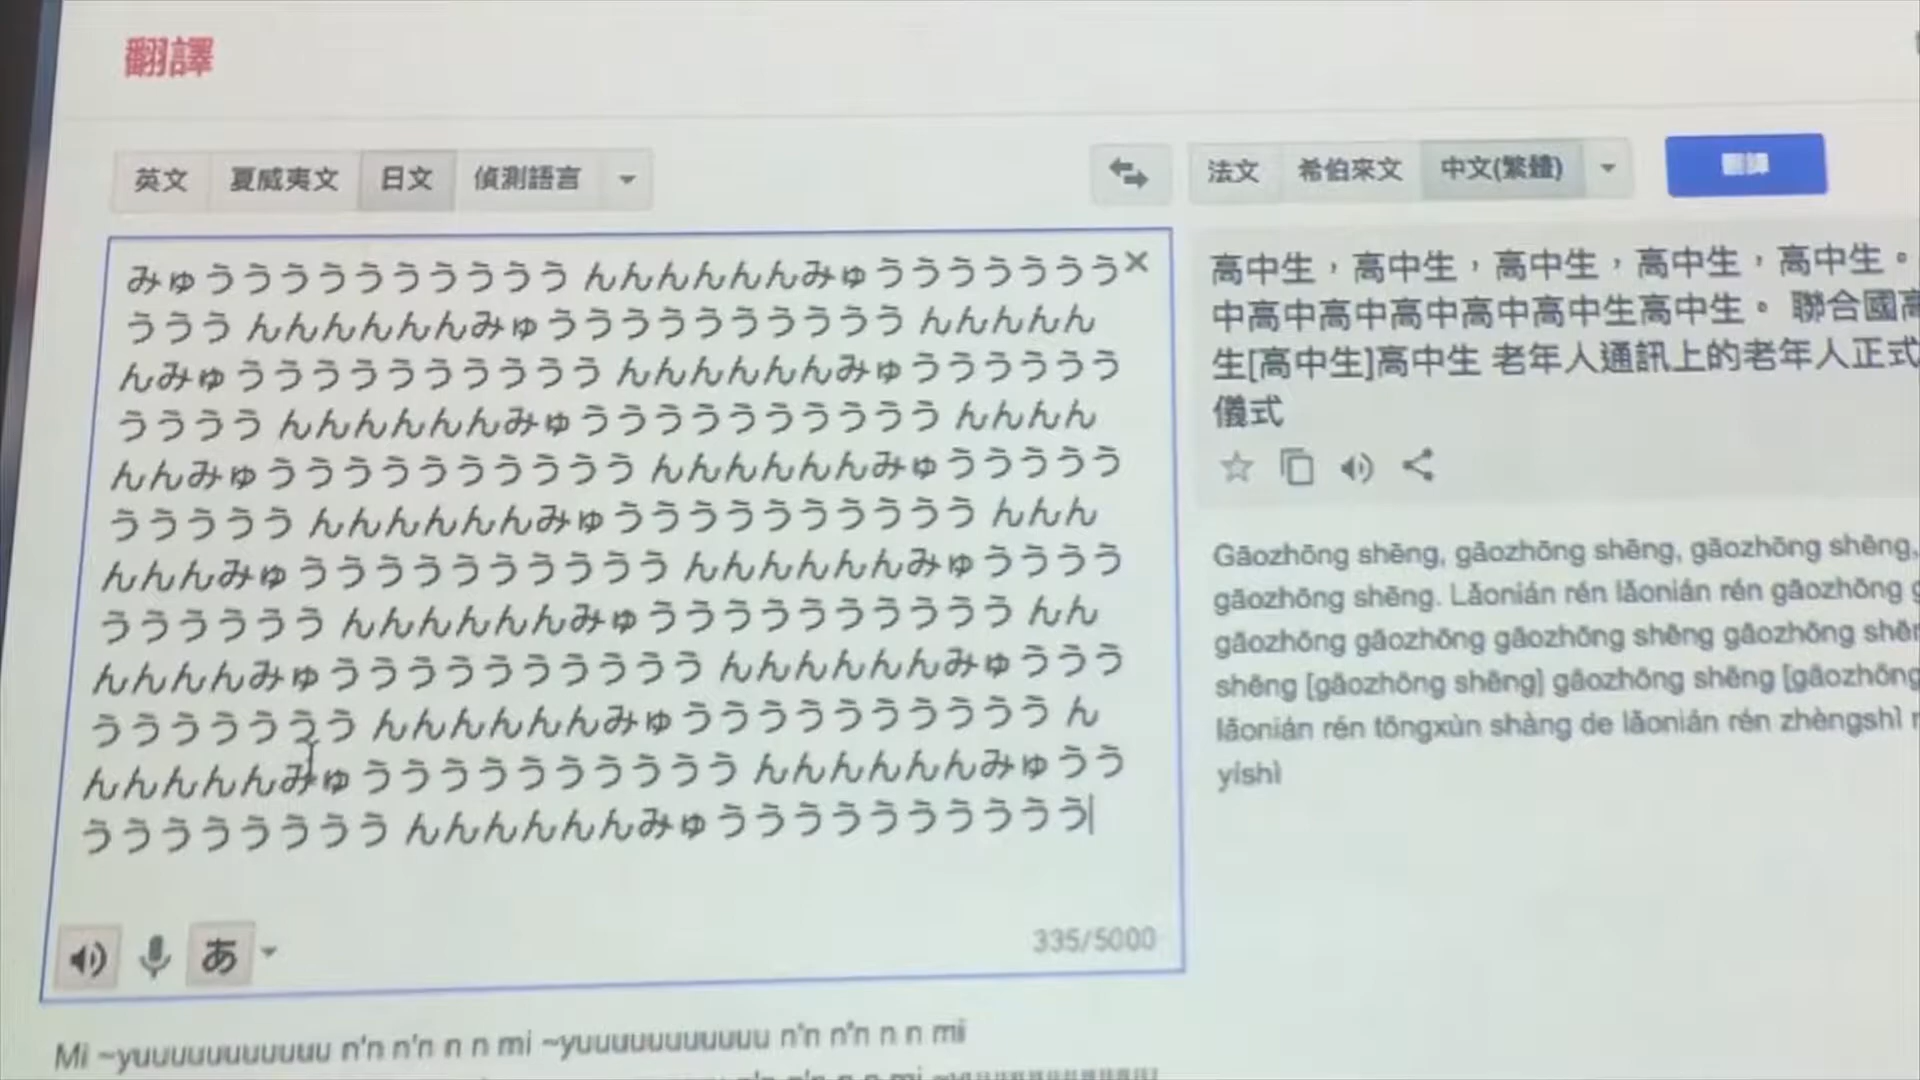 翻譯
英文 夏威夷文 日文 偵測語言
法文 希伯來文 中文(繁體) 翻譯
みゅうううううううううう んんんんんんみゅううううううう
ううう んんんんんんみゅうううううううううう んんんんん
んみゅうううううううううう んんんんんんみゅうううううう
うううう んんんんんんみゅうううううううううう んんんん
んんみゅうううううううううう んんんんんんみゅううううう
ううううう んんんんんんみゅうううううううううう んんん
んんんみゅうううううううううう んんんんんんみゅうううう
うううううう んんんんんんみゅうううううううううう んん
んんんんみゅうううううううううう んんんんんんみゅううう
ううううううう んんんんんんみゅうううううううううう ん
んんんんんみゅうううううううううう んんんんんんみゅうう
うううううううう んんんんんんみゅうううううううううう
335/5000
あ
Mi ~yuuuuuuuuuuu n'n n'n n n mi ~yuuuuuuuuuuu n'n n'n n n mi
高中生，高中生，高中生，高中生，高中生。
中高中高中高中高中高中生高中生。 聯合國高
生[高中生]高中生 老年人通訊上的老年人正式
儀式
Gāozhōng shēng, gāozhōng shēng, gāozhōng shēng,
gāozhōng shēng. Lǎonián rén lǎonián rén gāozhōng
gāozhōng gāozhōng gāozhōng shēng gāozhōng
shēng [gāozhōng shēng] gāozhōng shēng [gāozhōng
lǎonián rén tōngxùn shàng de lǎonián rén zhèngshì
yíshì